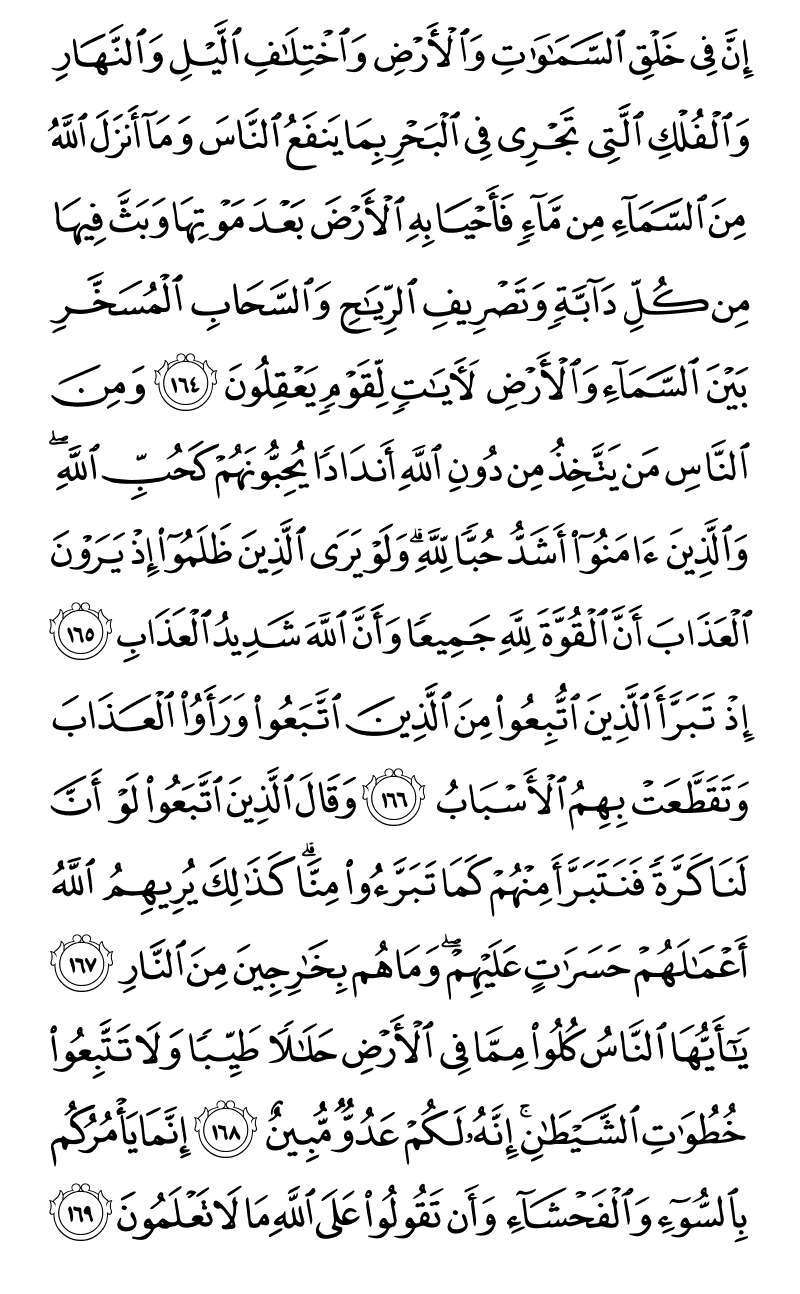 إِنَّ فِي خَلْقِ ٱلسَّمَٰوَٰتِ وَٱلْأَرْضِ وَٱخْتِلَٰفِ ٱلَّيْلِ وَٱلنَّهَارِ
وَٱلْفُلْكِ ٱلَّتِى تَجْرِى فِى ٱلْبَحْرِ بِمَا يَنفَعُ ٱلنَّاسَ وَمَآ أَنزَلَ ٱللَّهُ
مِنَ ٱلسَّمَآءِ مِن مَّآءٍ فَأَحْيَا بِهِ ٱلْأَرْضَ بَعْدَ مَوْتِهَا وَبَثَّ فِيهَا
مِن كُلِّ دَآبَّةٍ وَتَصْرِيفِ ٱلرِّيَٰحِ وَٱلسَّحَابِ ٱلْمُسَخَّرِ
بَيْنَ ٱلسَّمَآءِ وَٱلْأَرْضِ لَأٓيَٰتٍ لِّقَوْمٍ يَعْقِلُونَ ١٦٤ وَمِنَ
ٱلنَّاسِ مَن يَتَّخِذُ مِن دُونِ ٱللَّهِ أَندَادًا يُحِبُّونَهُمْ كَحُبِّ ٱللَّهِۖ
وَٱلَّذِينَ ءَامَنُوٓا۟ أَشَدُّ حُبًّا لِّلَّهِۗ وَلَوْ يَرَى ٱلَّذِينَ ظَلَمُوٓا۟ إِذْ يَرَوْنَ
ٱلْعَذَابَ أَنَّ ٱلْقُوَّةَ لِلَّهِ جَمِيعًا وَأَنَّ ٱللَّهَ شَدِيدُ ٱلْعَذَابِ ١٦٥
إِذْ تَبَرَّأَ ٱلَّذِينَ ٱتُّبِعُوا۟ مِنَ ٱلَّذِينَ ٱتَّبَعُوا۟ وَرَأَوُا۟ ٱلْعَذَابَ
وَتَقَطَّعَتْ بِهِمُ ٱلْأَسْبَابُ ١٦٦ وَقَالَ ٱلَّذِينَ ٱتَّبَعُوا۟ لَوْ أَنَّ
لَنَا كَرَّةً فَنَتَبَرَّأَ مِنْهُمْ كَمَا تَبَرَّءُوا۟ مِنَّاۗ كَذَٰلِكَ يُرِيهِمُ ٱللَّهُ
أَعْمَٰلَهُمْ حَسَرَٰتٍ عَلَيْهِمْۖ وَمَا هُم بِخَٰرِجِينَ مِنَ ٱلنَّارِ ١٦٧
يَٰٓأَيُّهَا ٱلنَّاسُ كُلُوا۟ مِمَّا فِى ٱلْأَرْضِ حَلَٰلًا طَيِّبًا وَلَا تَتَّبِعُوا۟
خُطُوَٰتِ ٱلشَّيْطَٰنِۚ إِنَّهُۥ لَكُمْ عَدُوٌّ مُّبِينٌ ١٦٨ إِنَّمَا يَأْمُرُكُم
بِٱلسُّوٓءِ وَٱلْفَحْشَآءِ وَأَن تَقُولُوا۟ عَلَى ٱللَّهِ مَا لَا تَعْلَمُونَ ١٦٩